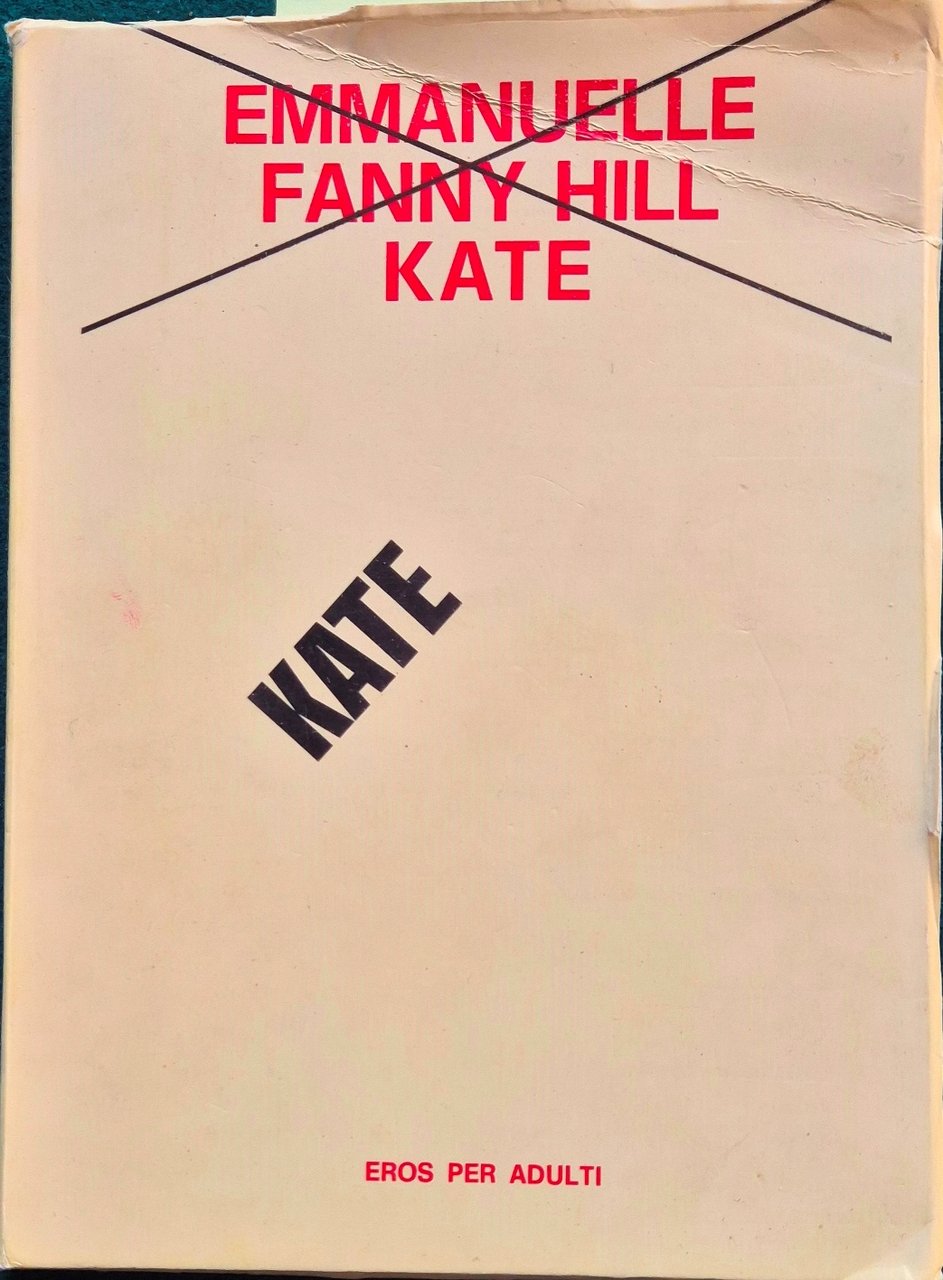 EMMANUELLE
FANNY HILL
KATE
KATE
EROS PER ADULTI